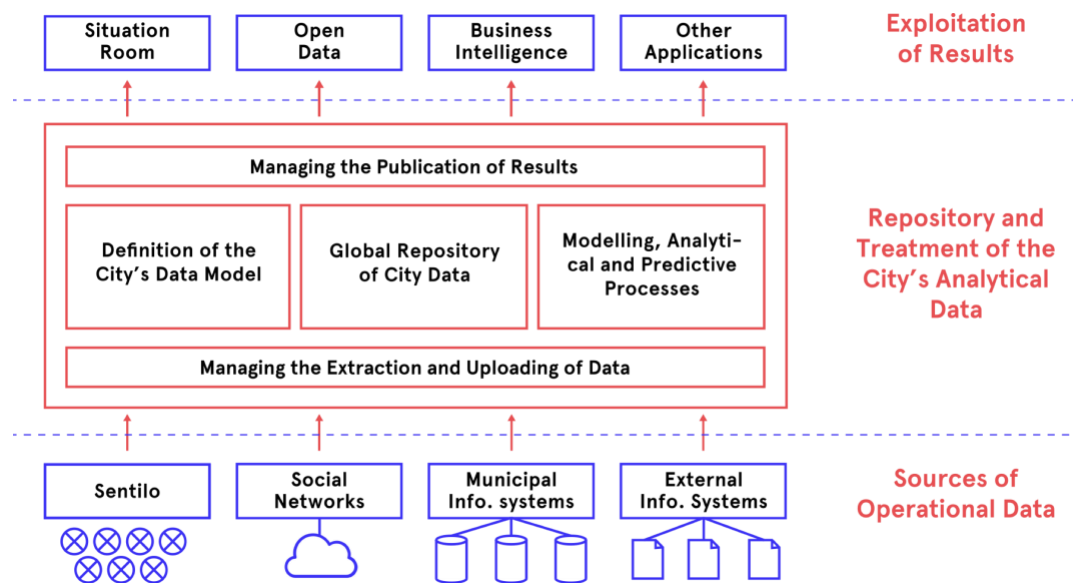 Situation
Room
Open
Data
Business
Intelligence
Other
Applications
Exploitation
of Results
Managing the Publication of Results
Definition of the
City's Data Model
Global Repository
of City Data
Modelling, Analyti-
cal and Predictive
Processes
Repository and
Treatment of the
City's Analytical
Data
Managing the Extraction and Uploading of Data
Sentilo
Social
Networks
Municipal
Info. systems
External
Info. Systems
Sources of
Operational Data